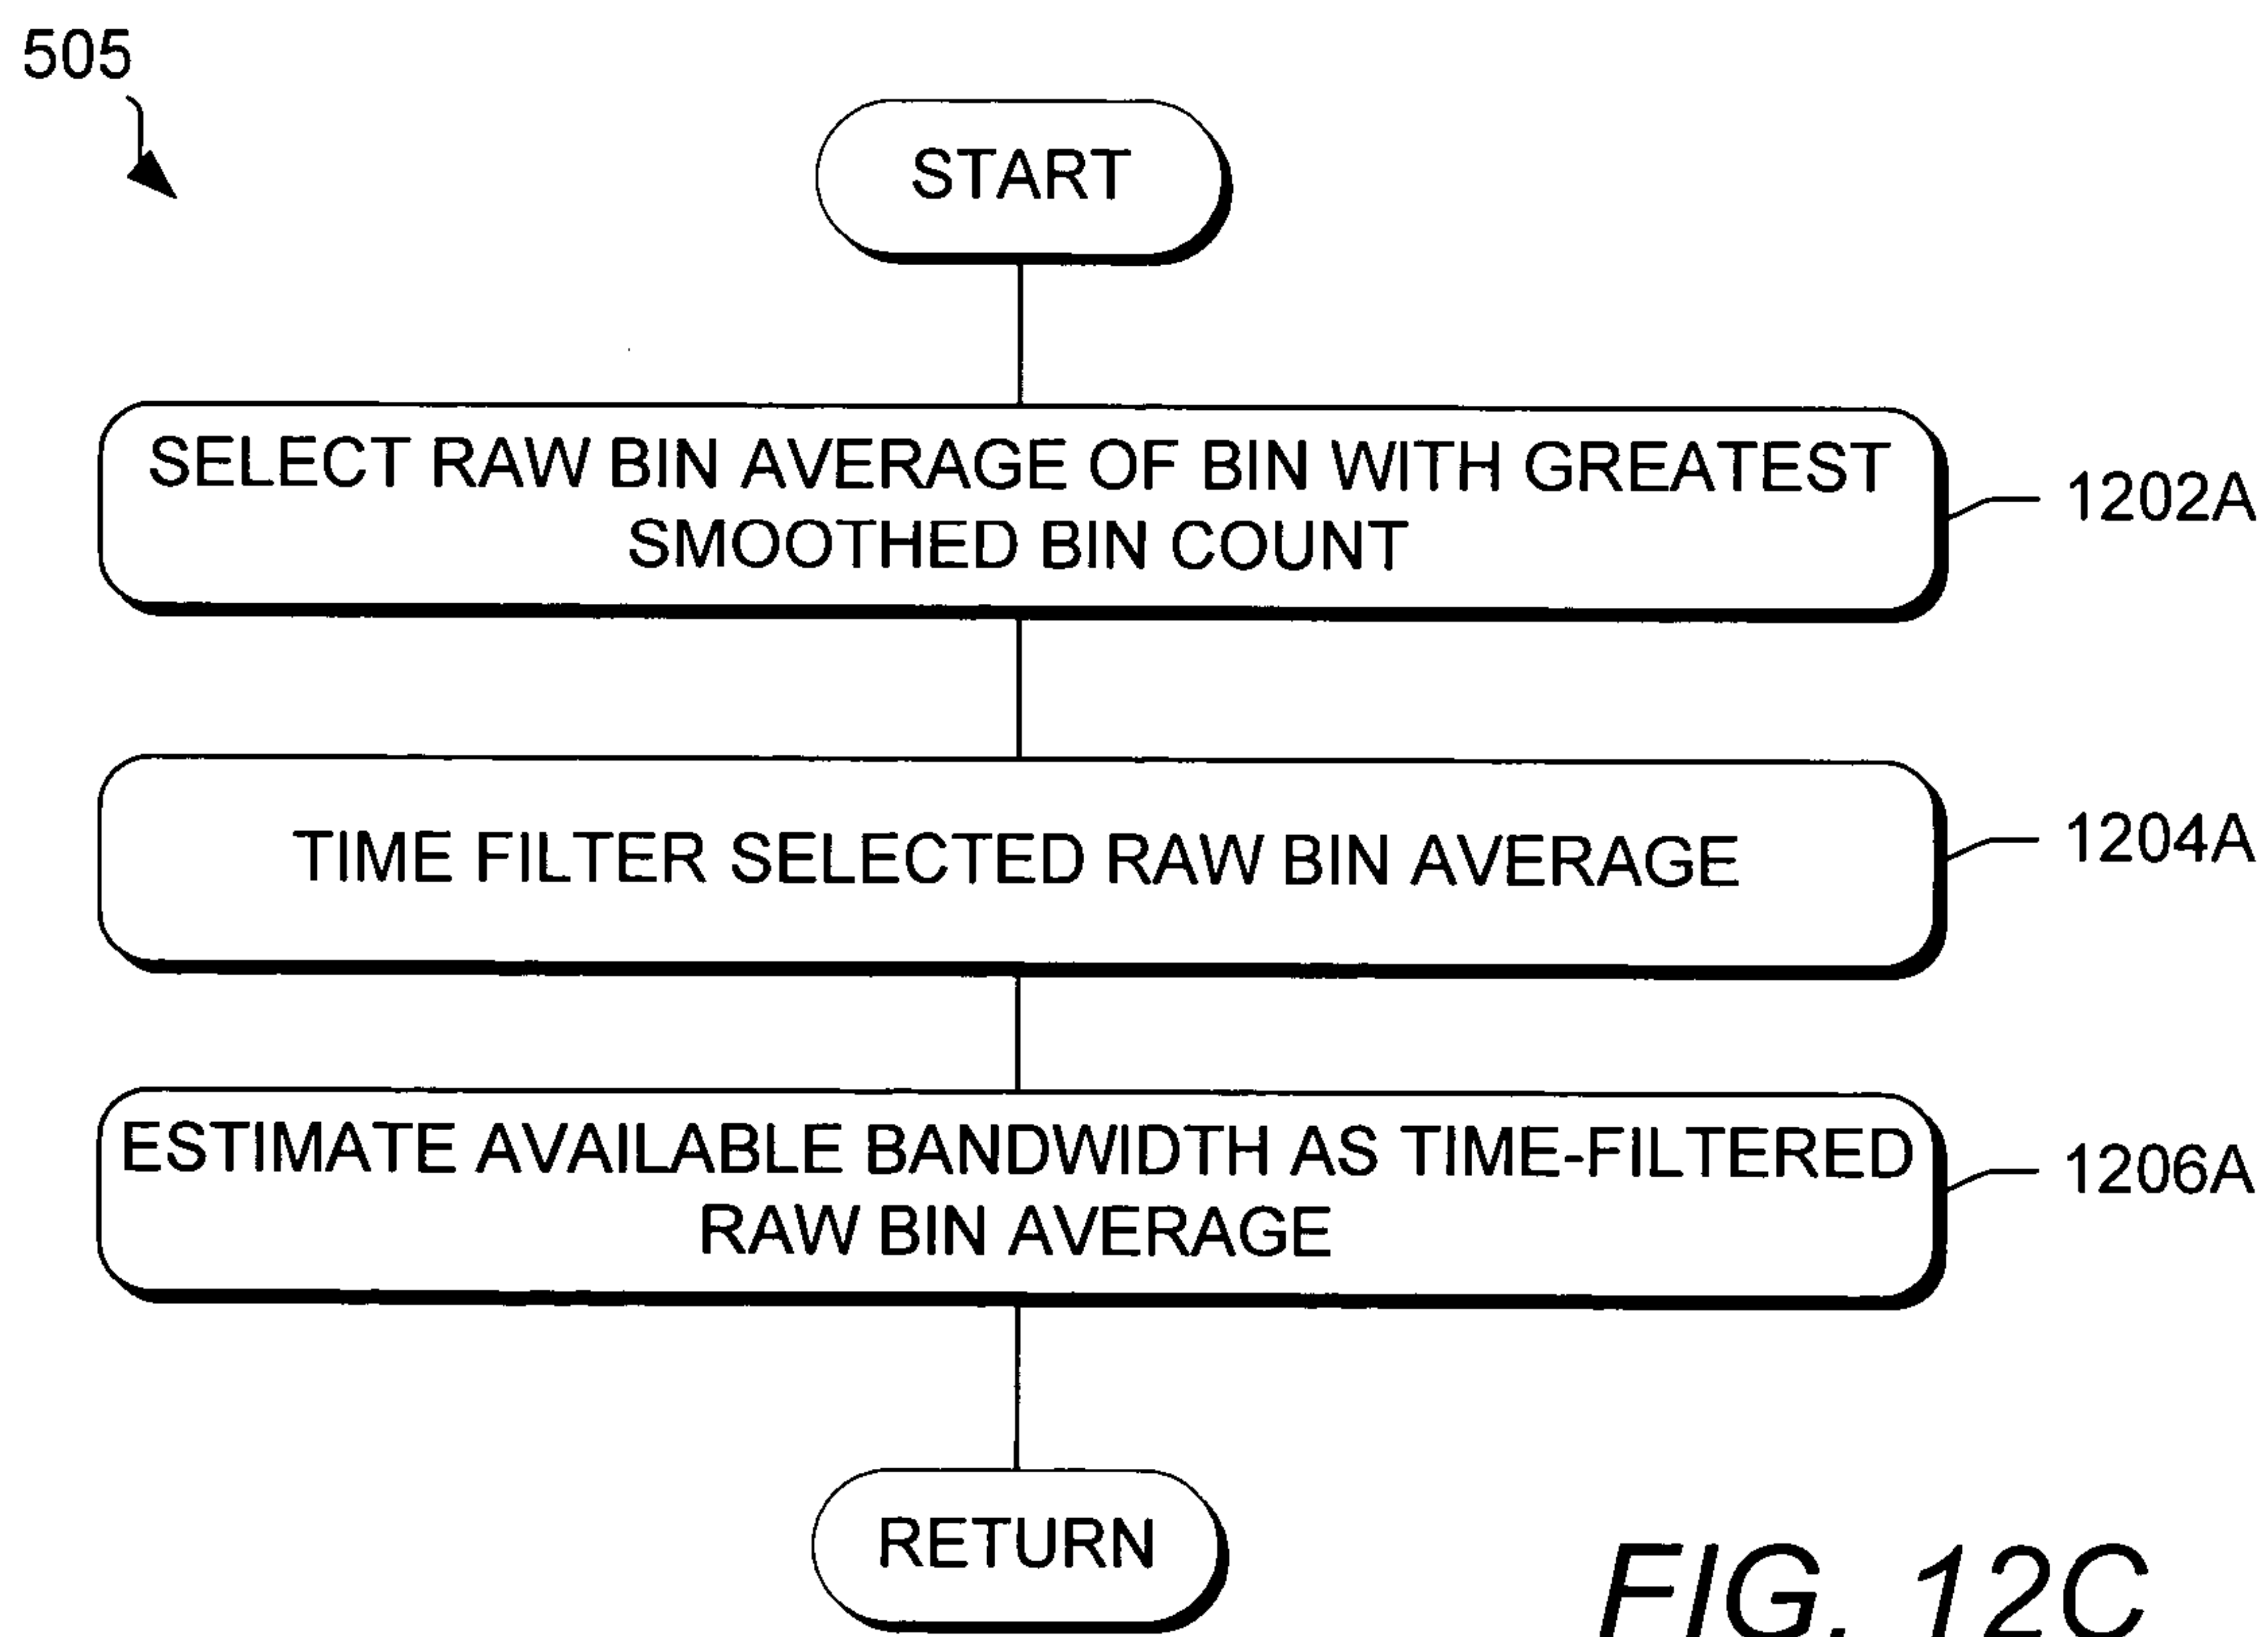 505
START
SELECT RAW BIN AVERAGE OF BIN WITH GREATEST
SMOOTHED BIN COUNT
1202A
TIME FILTER SELECTED RAW BIN AVERAGE
1204A
ESTIMATE AVAILABLE BANDWIDTH AS TIME-FILTERED
RAW BIN AVERAGE
1206A
RETURN
FIG. 12C